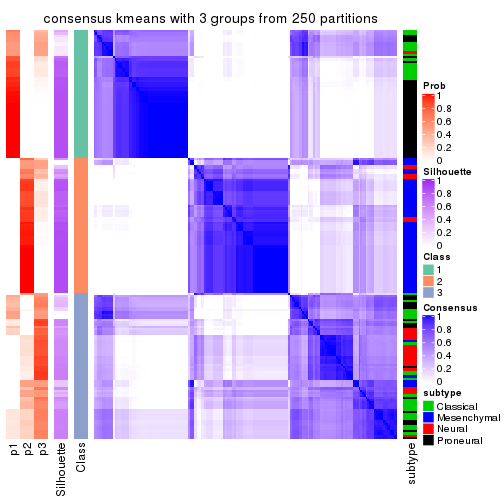 consensus kmeans with 3 groups from 250 partitions
Prob
1
0.8
0.6
0.4
0.2
0
Silhouette
1
0.8
0.6
0.4
0.2
0
Class
1
2
3
Consensus
1
0.8
0.6
0.4
0.2
0
subtype
Classical
Mesenchymal
Neural
Proneural
p1
p2
p3
Silhouette
Class
subtype